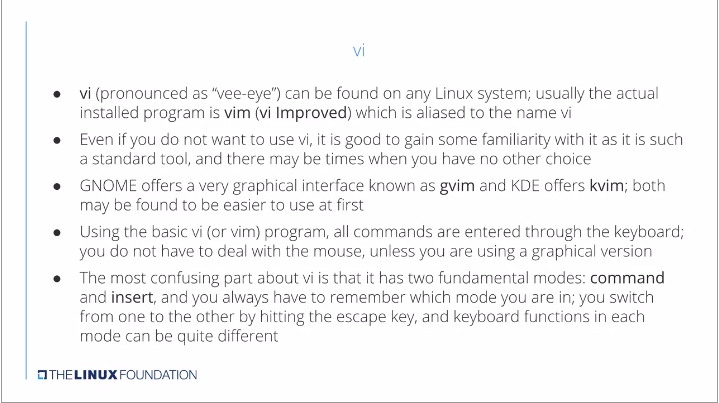 vi
● vi (pronounced as “vee-eye”) can be found on any Linux system; usually the actual
installed program is vim (vi Improved) which is aliased to the name vi
● Even if you do not want to use vi, it is good to gain some familiarity with it as it is such
a standard tool, and there may be times when you have no other choice
● GNOME offers a very graphical interface known as gvim and KDE offers kvim; both
may be found to be easier to use at first
● Using the basic vi (or vim) program, all commands are entered through the keyboard;
you do not have to deal with the mouse, unless you are using a graphical version
● The most confusing part about vi is that it has two fundamental modes: command
and insert, and you always have to remember which mode you are in; you switch
from one to the other by hitting the escape key, and keyboard functions in each
mode can be quite different
THE LINUX FOUNDATION